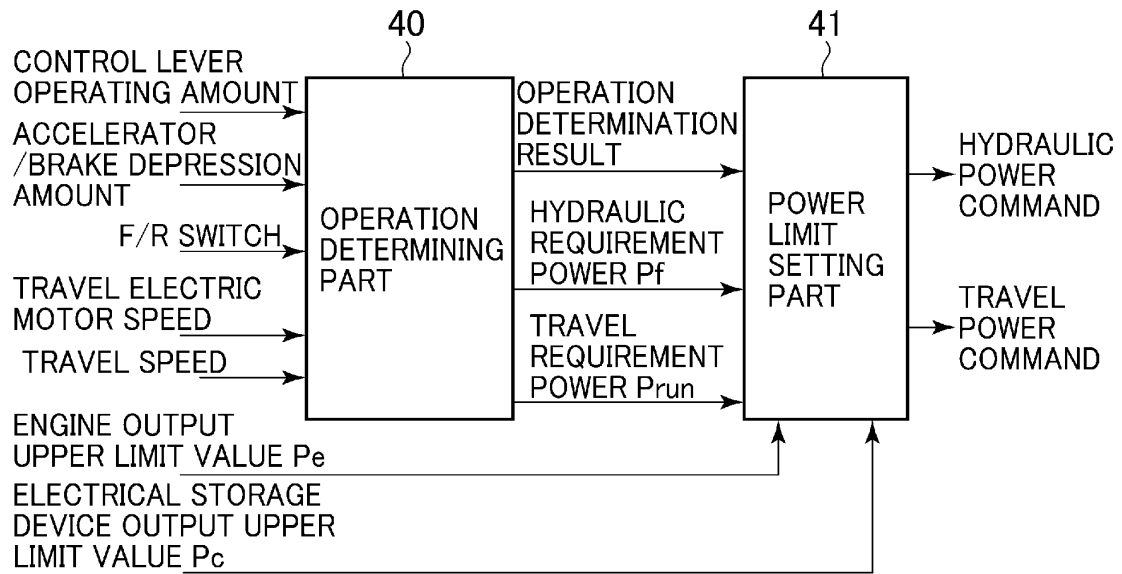 40
41
CONTROL LEVER
OPERATING AMOUNT
ACCELERATOR
/BRAKE DEPRESSION
AMOUNT
F/R SWITCH
TRAVEL ELECTRIC
MOTOR SPEED
TRAVEL SPEED
ENGINE OUTPUT
UPPER LIMIT VALUE Pe
ELECTRICAL STORAGE
DEVICE OUTPUT UPPER
LIMIT VALUE Pc
OPERATION
DETERMINING
PART
OPERATION
DETERMINATION
RESULT
HYDRAULIC
REQUIREMENT
POWER Pf
TRAVEL
REQUIREMENT
POWER Prun
POWER
LIMIT
SETTING
PART
HYDRAULIC
POWER
COMMAND
TRAVEL
POWER
COMMAND